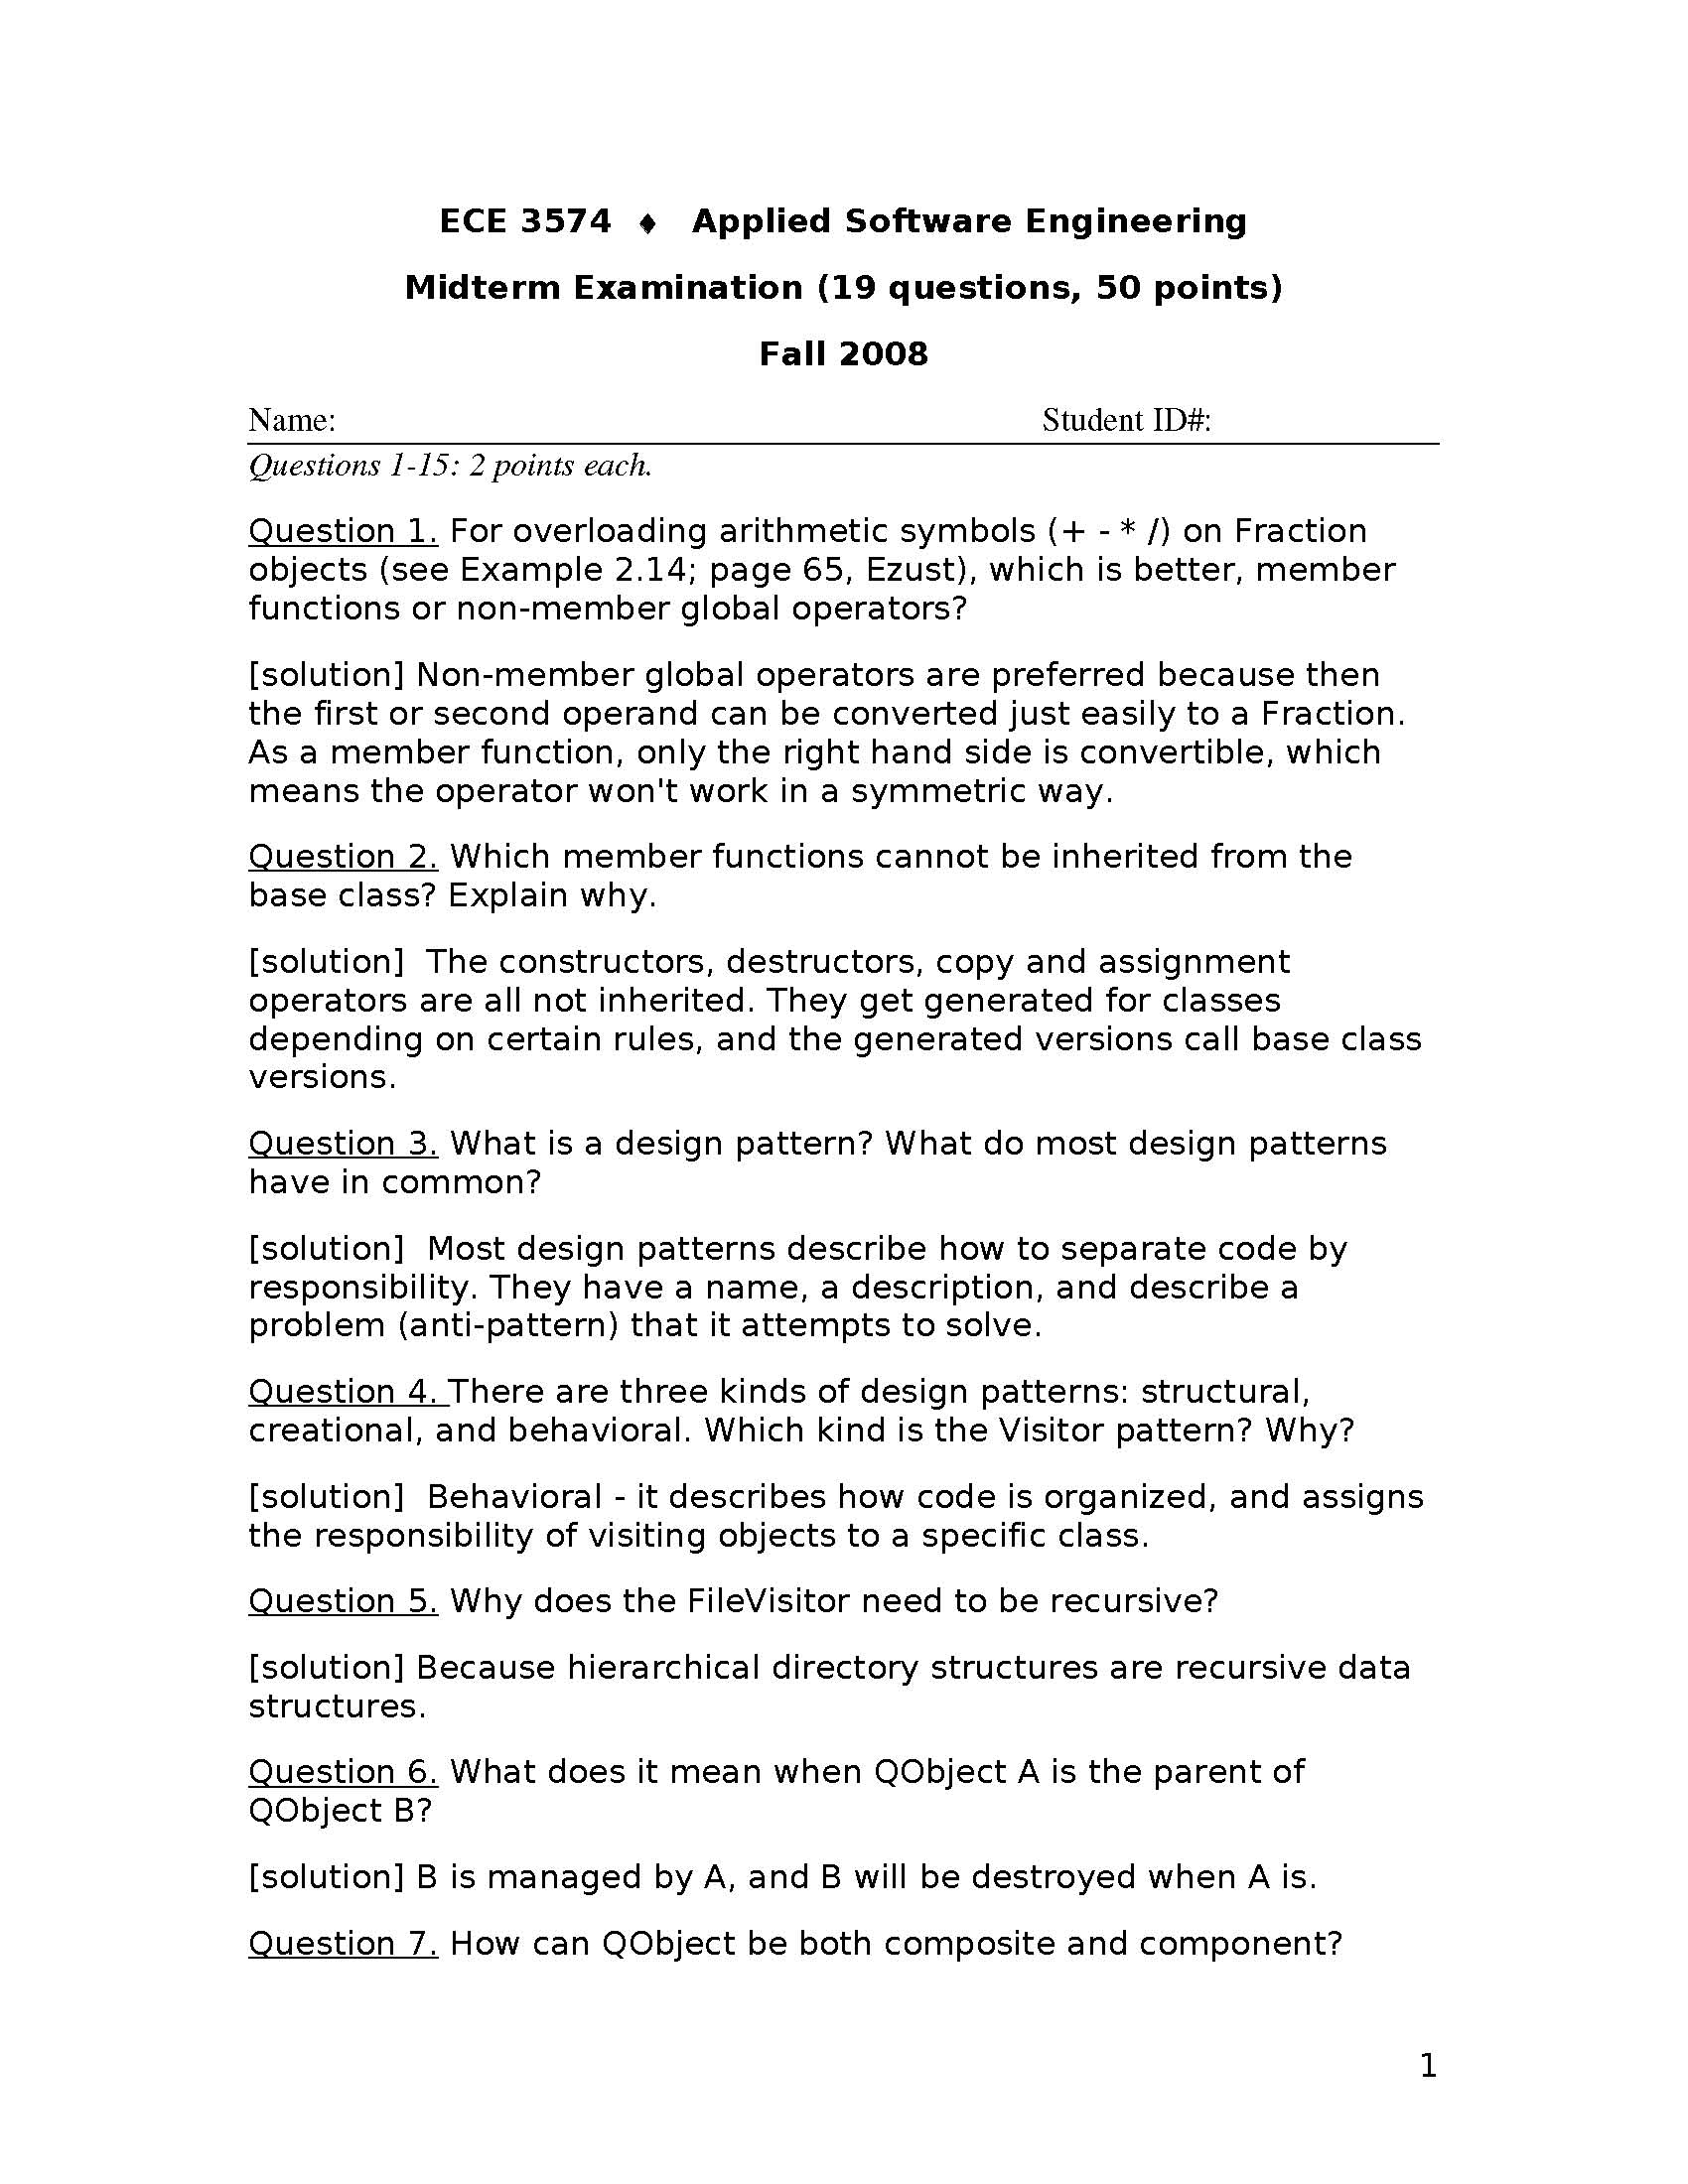 ECE 3574 ♦ Applied Software Engineering
Midterm Examination (19 questions, 50 points)
Fall 2008
Name: Student ID#:
Questions 1-15: 2 points each.
Question 1. For overloading arithmetic symbols (+ - * /) on Fraction
objects (see Example 2.14; page 65, Ezust), which is better, member
functions or non-member global operators?
[solution] Non-member global operators are preferred because then
the first or second operand can be converted just easily to a Fraction.
As a member function, only the right hand side is convertible, which
means the operator won't work in a symmetric way.
Question 2. Which member functions cannot be inherited from the
base class? Explain why.
[solution]  The constructors, destructors, copy and assignment
operators are all not inherited. They get generated for classes
depending on certain rules, and the generated versions call base class
versions.
Question 3. What is a design pattern? What do most design patterns
have in common?
[solution]  Most design patterns describe how to separate code by
responsibility. They have a name, a description, and describe a
problem (anti-pattern) that it attempts to solve.
Question 4. There are three kinds of design patterns: structural,
creational, and behavioral. Which kind is the Visitor pattern? Why?
[solution]  Behavioral - it describes how code is organized, and assigns
the responsibility of visiting objects to a specific class.
Question 5. Why does the FileVisitor need to be recursive?
[solution] Because hierarchical directory structures are recursive data
structures.
Question 6. What does it mean when QObject A is the parent of
QObject B?
[solution] B is managed by A, and B will be destroyed when A is.
Question 7. How can QObject be both composite and component?
1